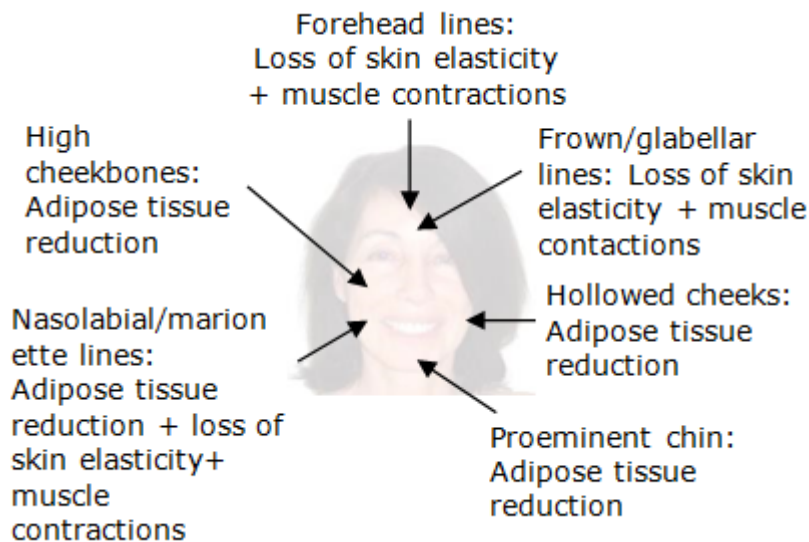 Forehead lines:
Loss of skin elasticity
+ muscle contractions
High
cheekbones:
Adipose tissue
reduction
Frown/glabellar
lines: Loss of skin
elasticity + muscle
contactions
Nasolabial/marion
ette lines:
Adipose tissue
reduction + loss of
skin elasticity+
muscle
contractions
Hollowed cheeks:
Adipose tissue
reduction
Proeminent chin:
Adipose tissue
reduction